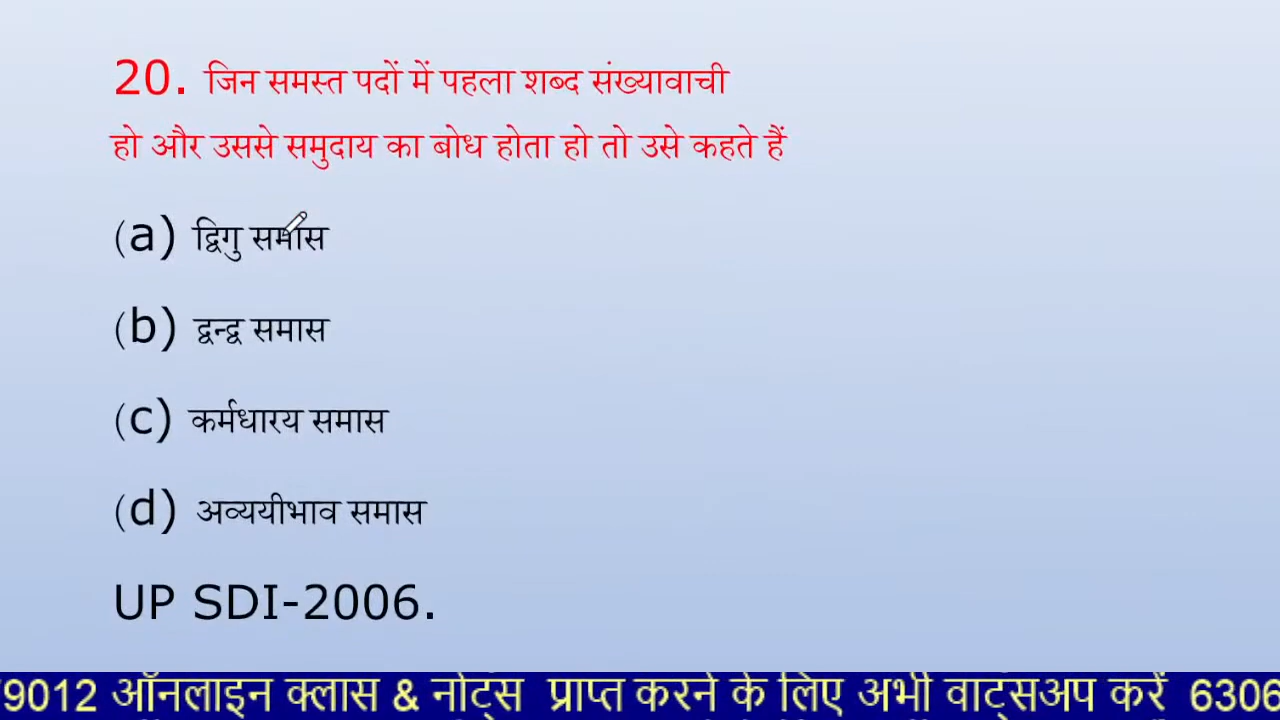 20. जिन समस्त पदों में पहला शब्द संख्यावाची
हो और उससे समुदाय का बोध होता हो तो उसे कहते हैं
(a) द्विगु समास
(b) द्वन्द्व समास
(c) कर्मधारय समास
(d) अव्ययीभाव समास
UP SDI-2006.
9012 ऑनलाइन क्लास & नोट्स प्राप्त करने के लिए अभी वाट्सअप करें 6306